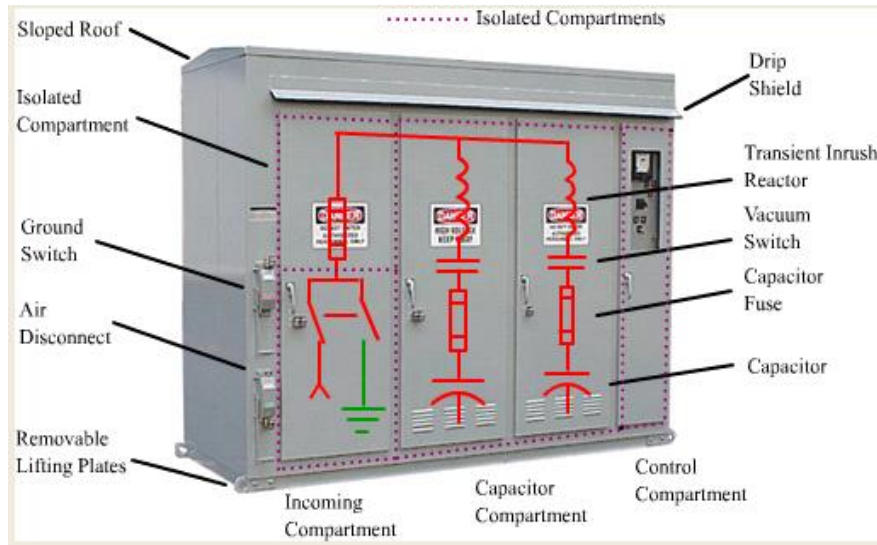 Isolated Compartments
Sloped Roof
Drip
Shield
Isolated
Compartment
Transient Inrush
Reactor
DANGER
DANGER
HIGH VOLTAGE
KEEP AWAY
DANGER
Vacuum
Switch
Ground
Switch
Capacitor
Fuse
Air
Disconnect
Capacitor
Removable
Lifting Plates
Incoming
Compartment
Capacitor
Compartment
Control
Compartment